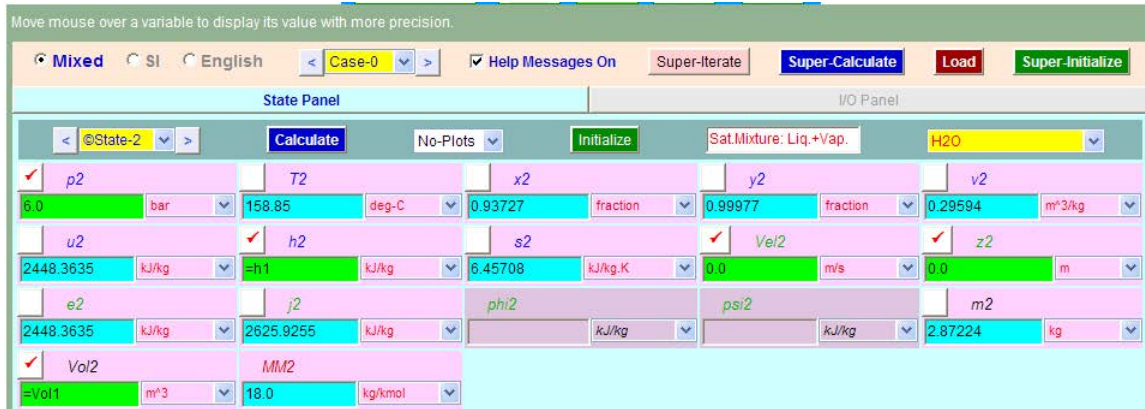 Move mouse over a variable to display its value with more precision.
Mixed SI English < Case-0 > Help Messages On Super-Iterate Super-Calculate Load Super-Initialize
State Panel I/O Panel
< ©State-2 > Calculate No-Plots Initialize Sat.Mixture: Liq.+Vap. H2O
p2 T2 x2 y2 v2
6.0 bar 158.85 deg-C 0.93727 fraction 0.99977 fraction 0.29594 m^3/kg
u2 h2 s2 Vel2 z2
2448.3635 kJ/kg =h1 kJ/kg 6.45708 kJ/kg.K 0.0 m/s 0.0 m
e2 j2 phi2 psi2 m2
2448.3635 kJ/kg 2625.9255 kJ/kg kJ/kg kJ/kg 2.87224 kg
Vol2 MM2
=Vol1 m^3 18.0 kg/kmol